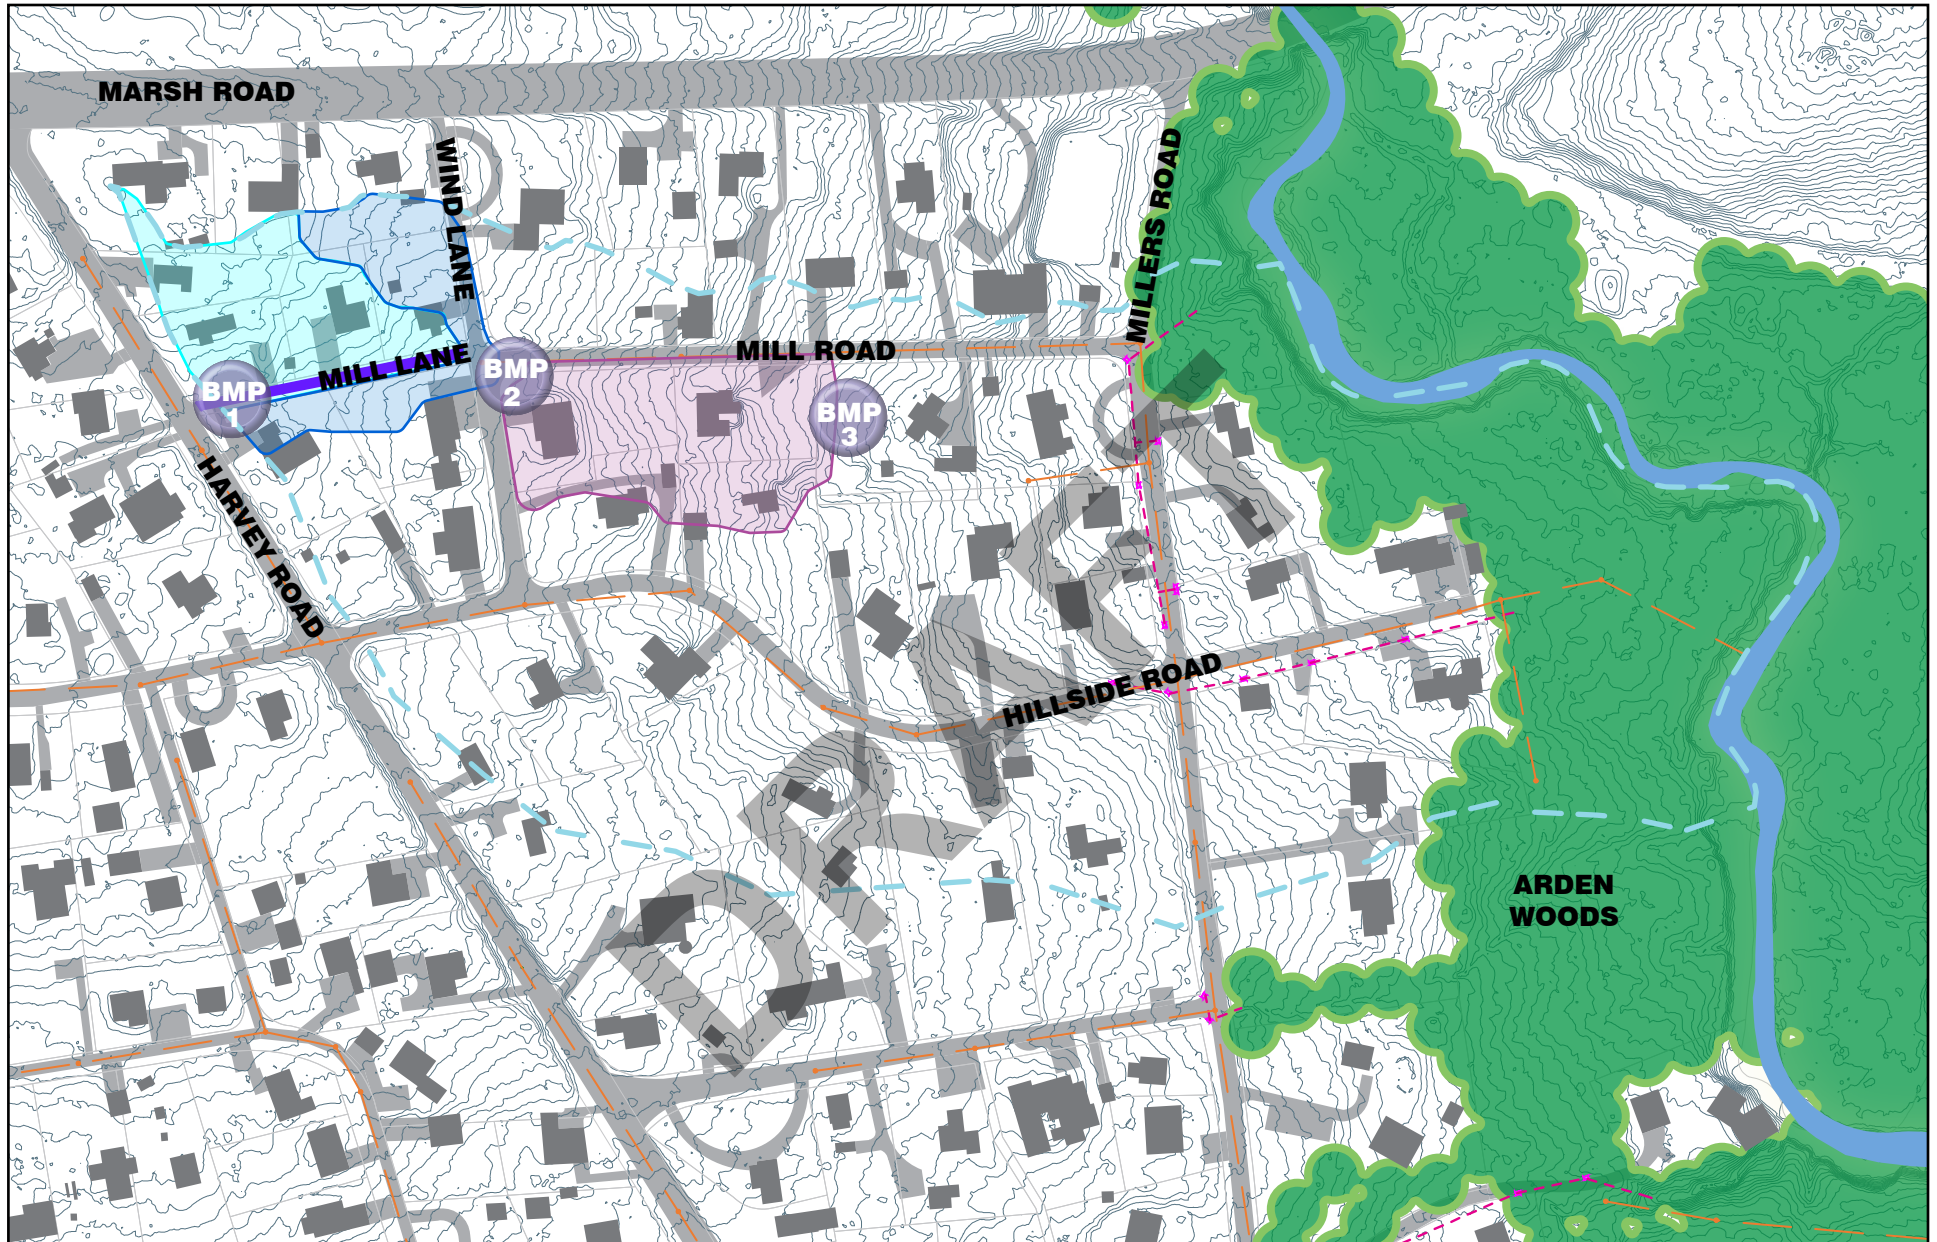 MARSH ROAD
WIND LANE
MILLERS ROAD
MILL ROAD
MILL LANE
BMP
1
BMP
2
BMP
3
HARVEY ROAD
HILLSIDE ROAD
ARDEN
WOODS
DRAFT